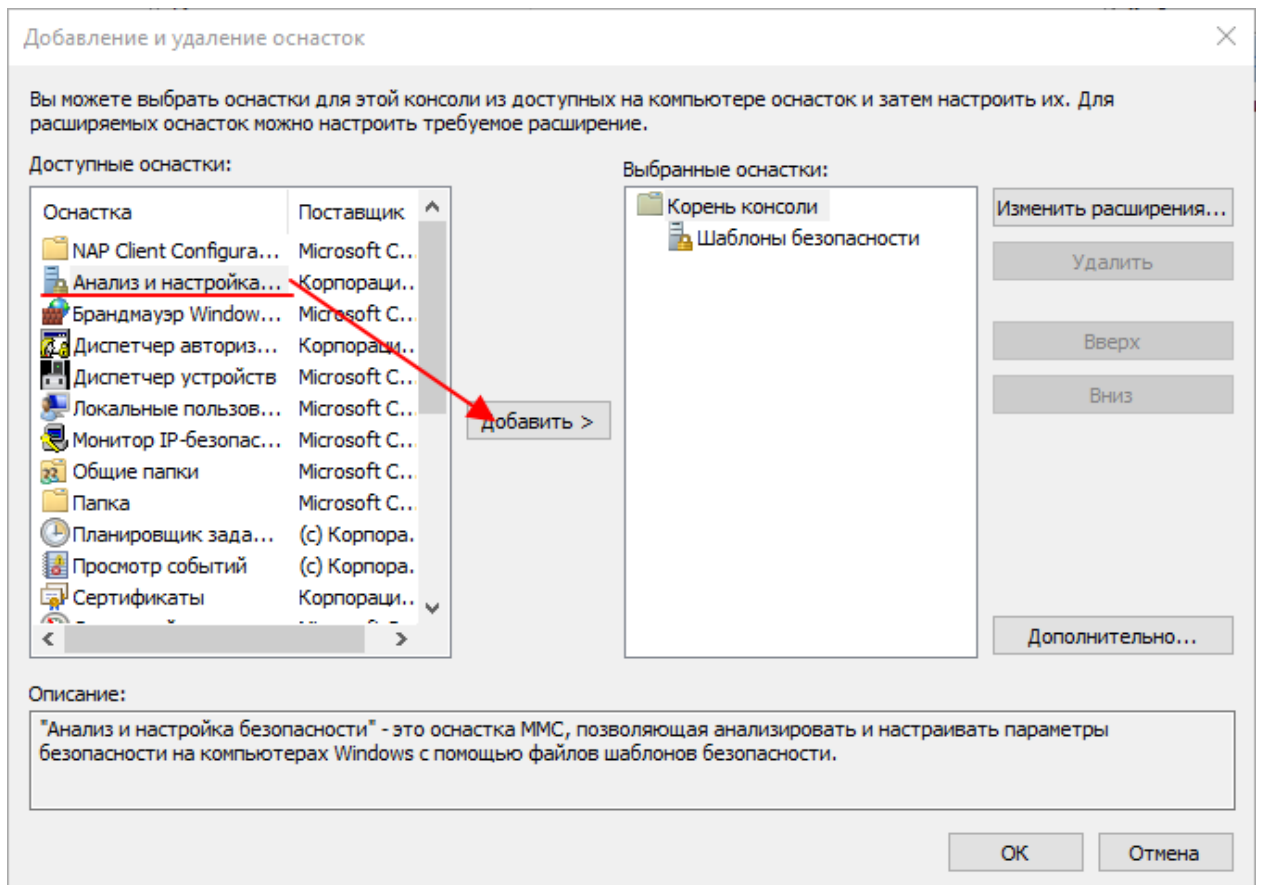 Добавление и удаление оснасток
Вы можете выбрать оснастки для этой консоли из доступных на компьютере оснасток и затем настроить их. Для
расширяемых оснасток можно настроить требуемое расширение.
Доступные оснастки:
Оснастка Поставщик
NAP Client Configura... Microsoft C...
Анализ и настройка... Корпораци...
Брандмауэр Window... Microsoft C...
Диспетчер авториз... Корпораци...
Диспетчер устройств Microsoft C...
Локальные пользов... Microsoft C...
Монитор IP-безопас... Microsoft C...
Общие папки Microsoft C...
Папка Microsoft C...
Планировщик зада... (c) Корпора.
Просмотр событий (c) Корпора.
Сертификаты Корпораци...
Добавить >
Выбранные оснастки:
Корень консоли
Шаблоны безопасности
Изменить расширения...
Удалить
Вверх
Вниз
Дополнительно...
Описание:
"Анализ и настройка безопасности" - это оснастка MMC, позволяющая анализировать и настраивать параметры
безопасности на компьютерах Windows с помощью файлов шаблонов безопасности.
ОК Отмена